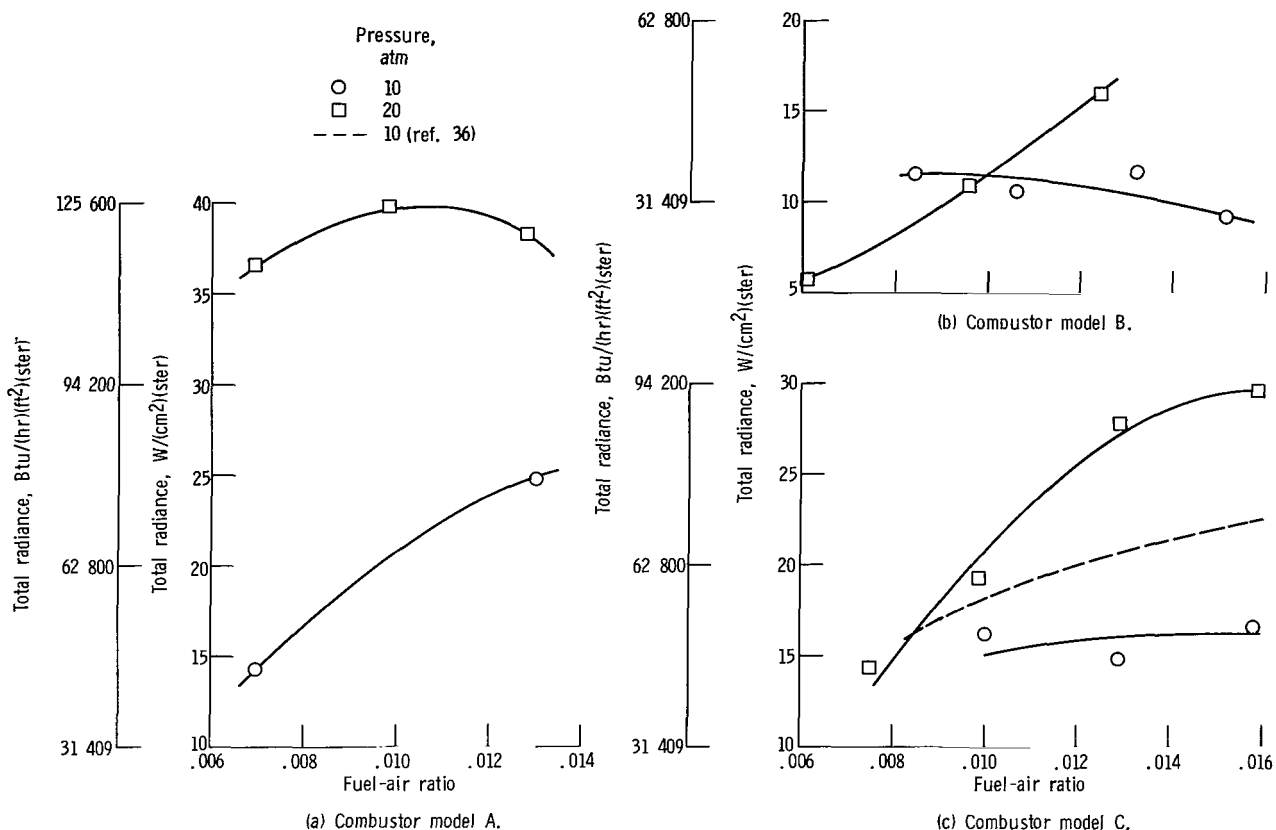 Pressure,
atm
10
20
10 (ref. 36)
125 600
94 200
62 800
31 409
Total radiance, Btu/(hr)(ft²)(ster)
40
35
30
25
20
15
10
Total radiance, W/(cm²)(ster)
.006 .008 .010 .012 .014
Fuel-air ratio
(a) Combustor model A.
62 800
31 409
20
15
10
5
(b) Combustor model B.
Total radiance, Btu/(hr)(ft²)(ster)
Total radiance, W/(cm²)(ster)
94 200
62 800
31 409
30
25
20
15
10
.006 .008 .010 .012 .014 .016
Fuel-air ratio
(c) Combustor model C.